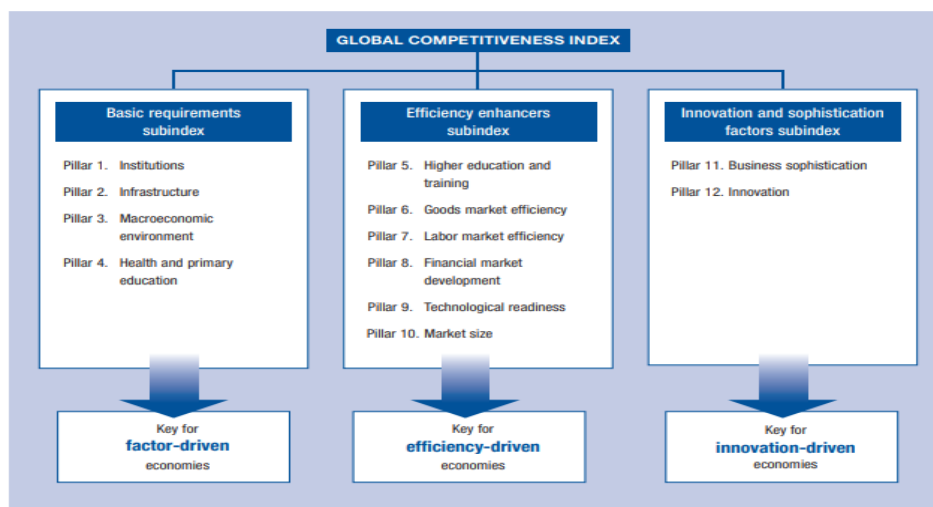 GLOBAL COMPETITIVENESS INDEX
Basic requirements
subindex
Pillar 1. Institutions
Pillar 2. Infrastructure
Pillar 3. Macroeconomic
environment
Pillar 4. Health and primary
education
Key for
factor-driven
economies
Efficiency enhancers
subindex
Pillar 5. Higher education and
training
Pillar 6. Goods market efficiency
Pillar 7. Labor market efficiency
Pillar 8. Financial market
development
Pillar 9. Technological readiness
Pillar 10. Market size
Key for
efficiency-driven
economies
Innovation and sophistication
factors subindex
Pillar 11. Business sophistication
Pillar 12. Innovation
Key for
innovation-driven
economies